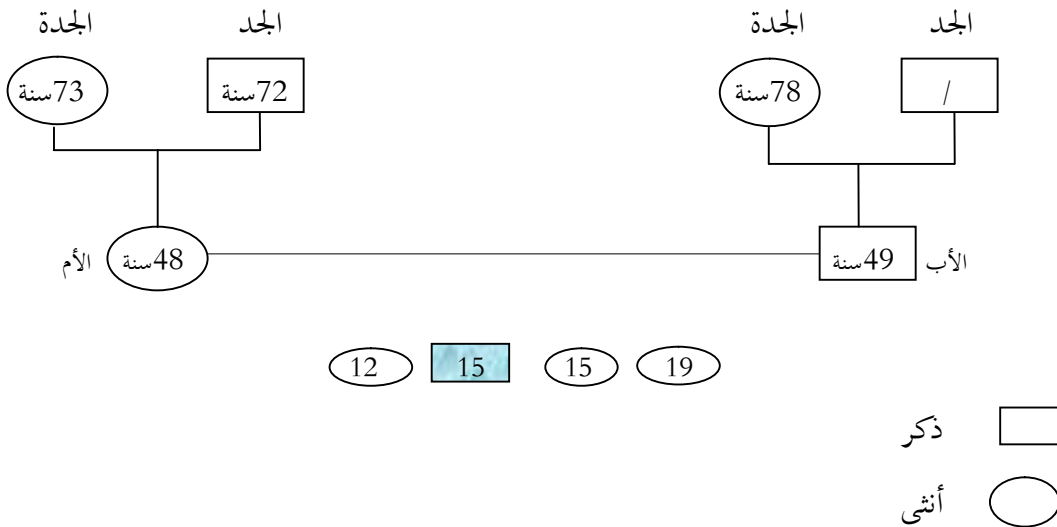 الجد الجدة الجد الجدة
/ 78سنة 72سنة 73سنة
الأب 49سنة 48سنة الأم
19 15 15 12
ذكر
أنثى